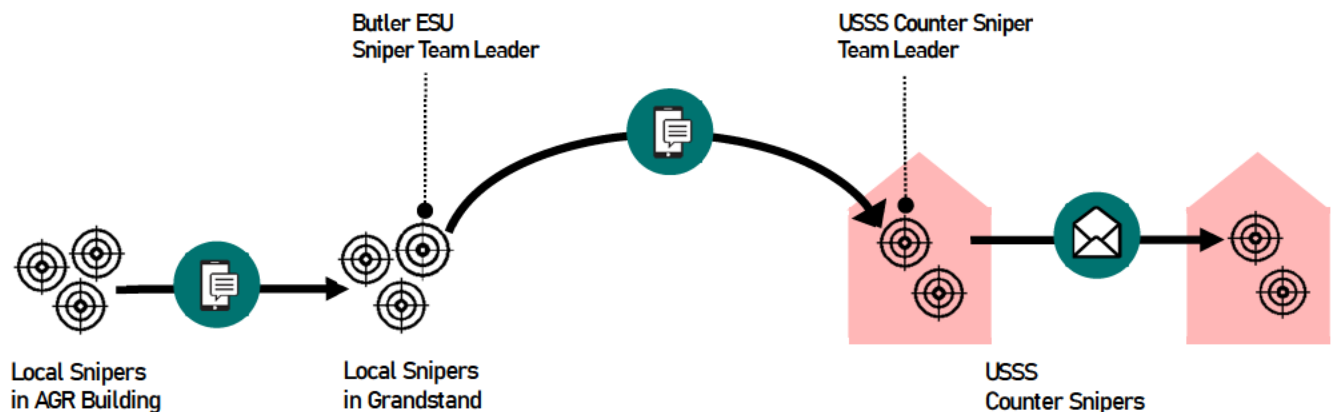 Butler ESU
Sniper Team Leader
USSS Counter Sniper
Team Leader
Local Snipers
in AGR Building
Local Snipers
in Grandstand
USSS
Counter Snipers